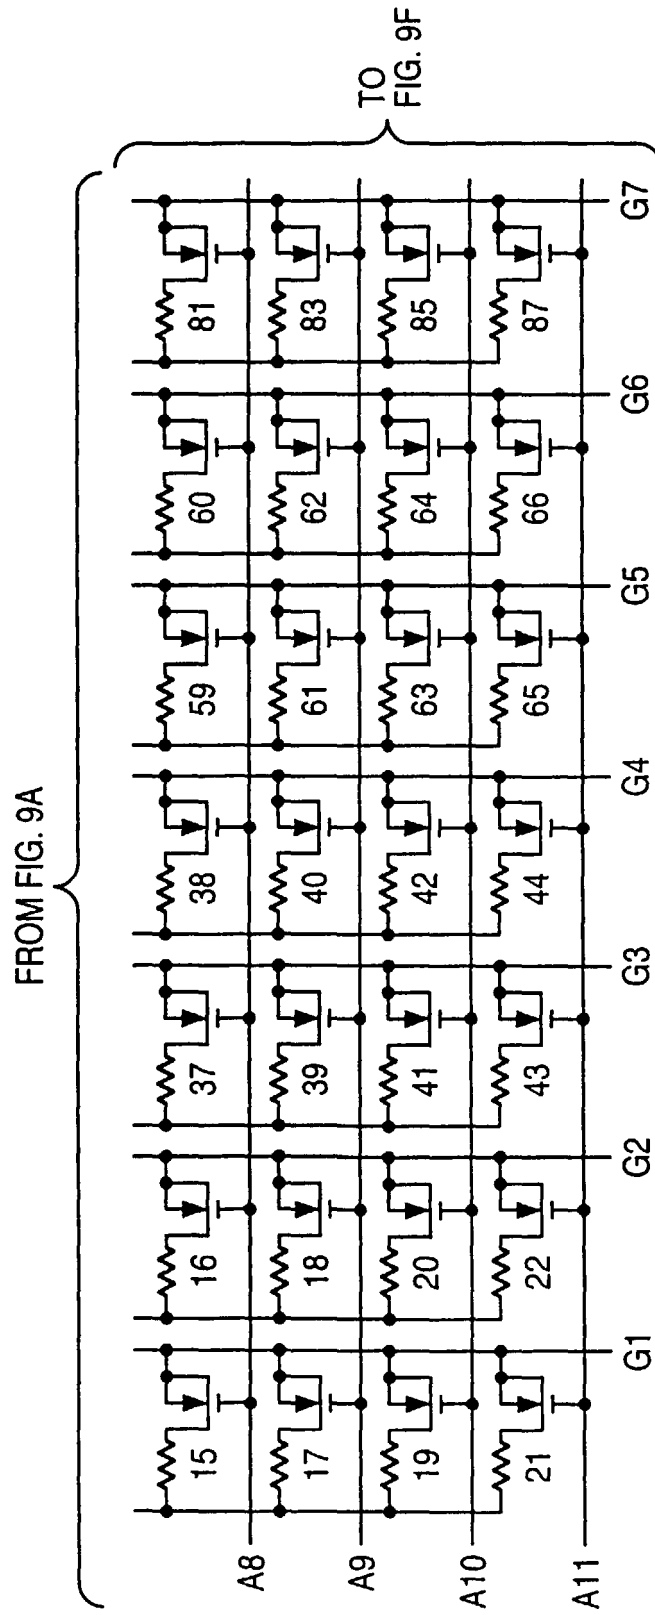 FROM FIG. 9A
15 16 37 38 59 60 81
A8
17 18 39 40 61 62 83
A9
19 20 41 42 63 64 85
A10
21 22 43 44 65 66 87
A11
G1 G2 G3 G4 G5 G6 G7
TO
FIG. 9F